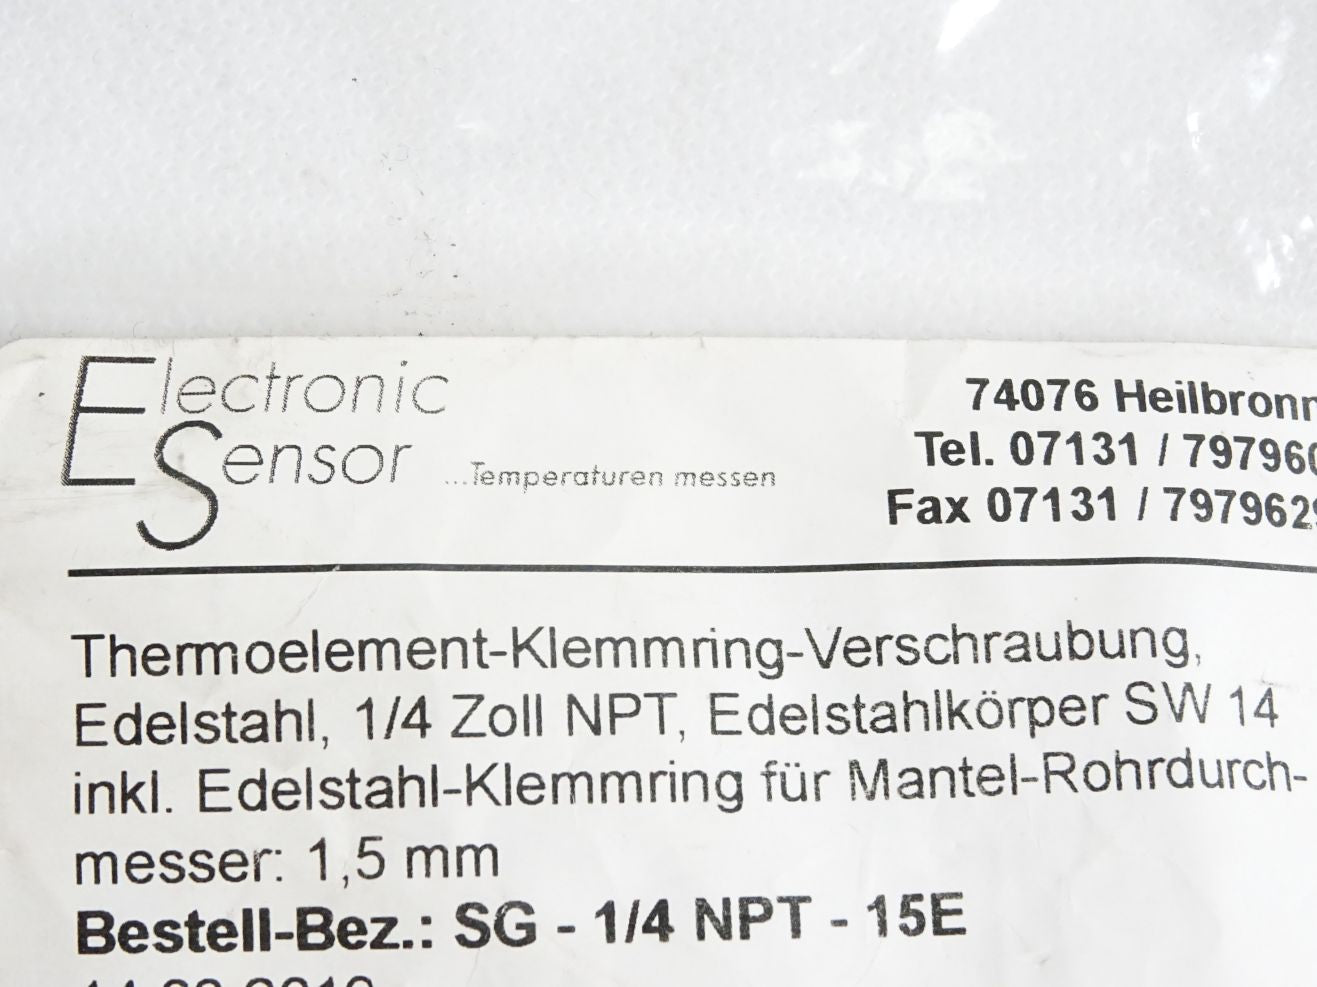 Electronic
Sensor ...Temperaturen messen
74076 Heilbronn
Tel. 07131 / 797960
Fax 07131 / 7979629
Thermoelement-Klemmring-Verschraubung,
Edelstahl, 1/4 Zoll NPT, Edelstahlkörper SW 14
inkl. Edelstahl-Klemmring für Mantel-Rohrdurch-
messer: 1,5 mm
Bestell-Bez.: SG - 1/4 NPT - 15E